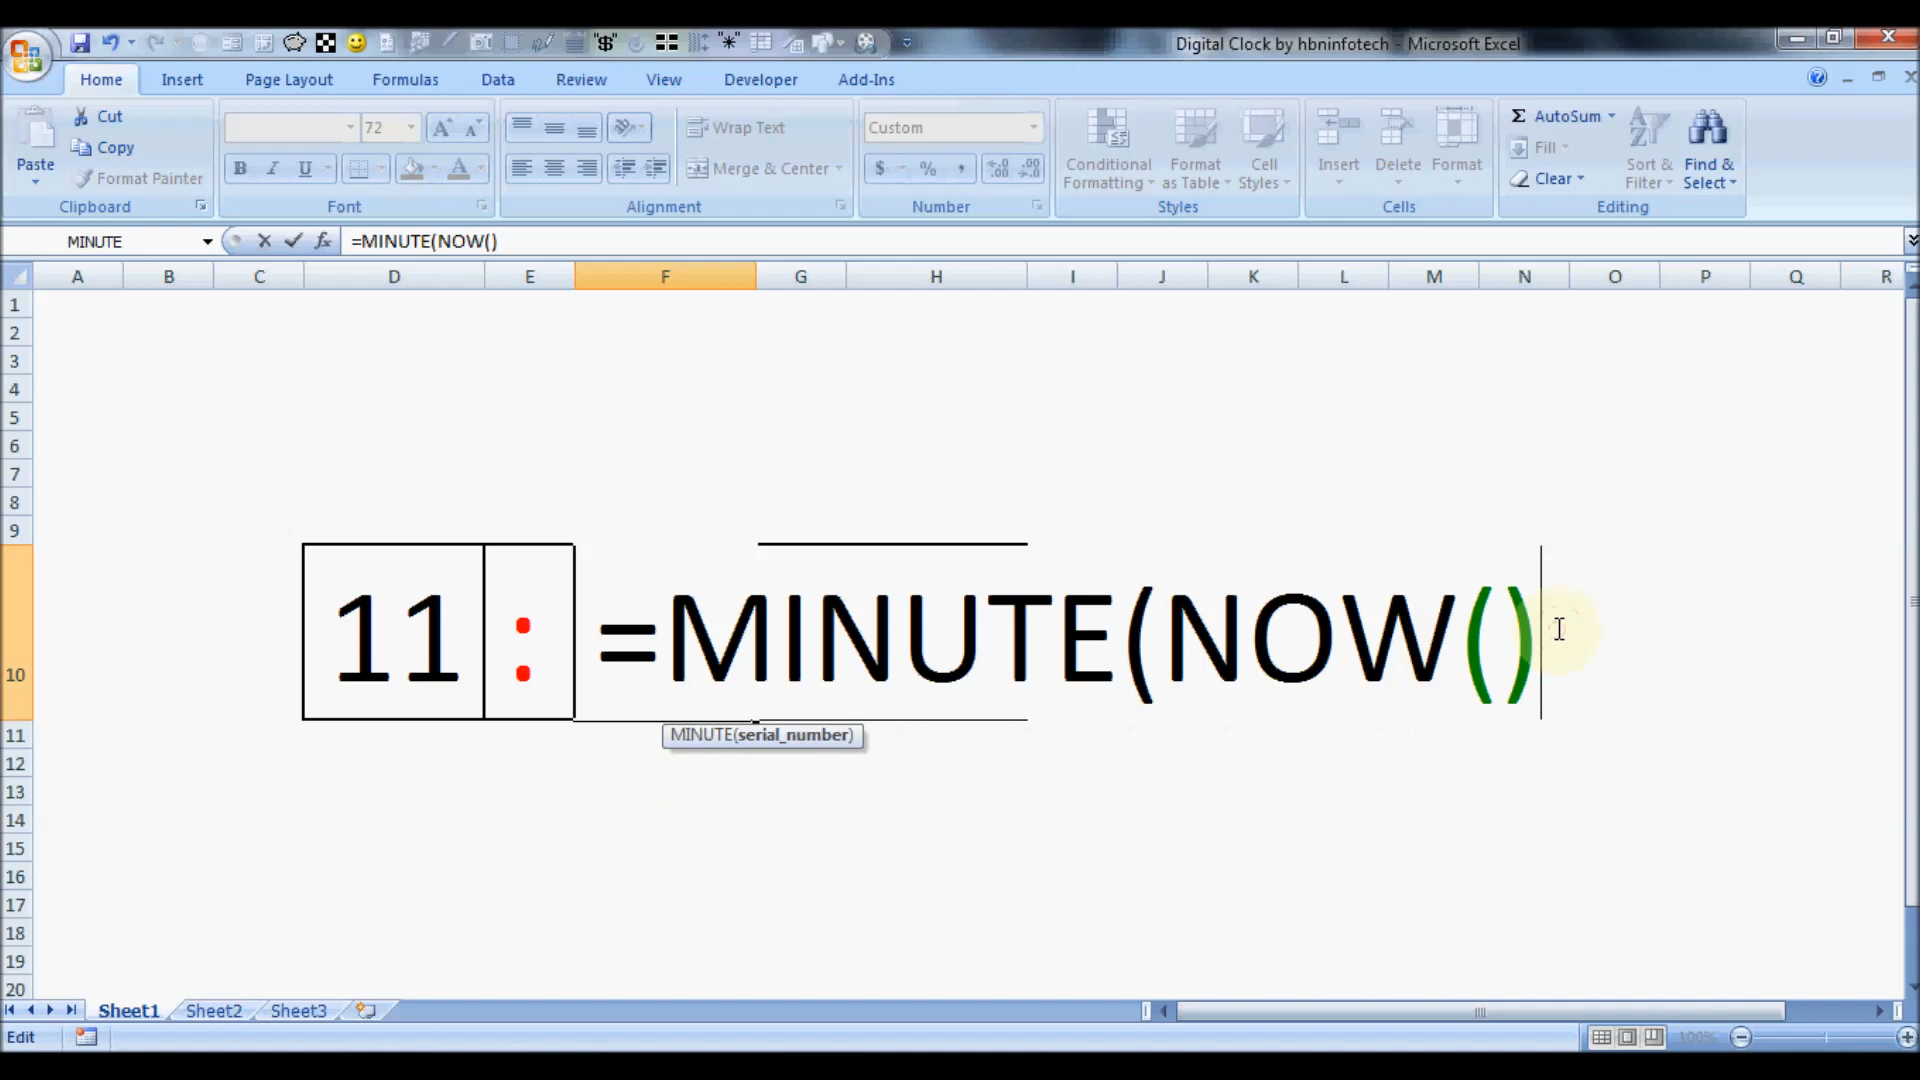 Digital Clock by hbninfotech - Microsoft Excel
Home Insert Page Layout Formulas Data Review View Developer Add-Ins
Paste
Cut
Copy
Format Painter
Clipboard
72
B I U
Font
Wrap Text
Merge & Center
Alignment
Custom
$ % ,
Number
Conditional Formatting
Format as Table
Cell Styles
Styles
Insert Delete Format
Cells
Σ AutoSum
Fill
Clear
Sort & Filter
Find & Select
Editing
MINUTE fx =MINUTE(NOW()
A B C D E F G H I J K L M N O P Q R
1
2
3
4
5
6
7
8
9
10 11 : =MINUTE(NOW()
MINUTE(serial_number)
11
12
13
14
15
16
17
18
19
20
Sheet1 Sheet2 Sheet3
Edit 100%